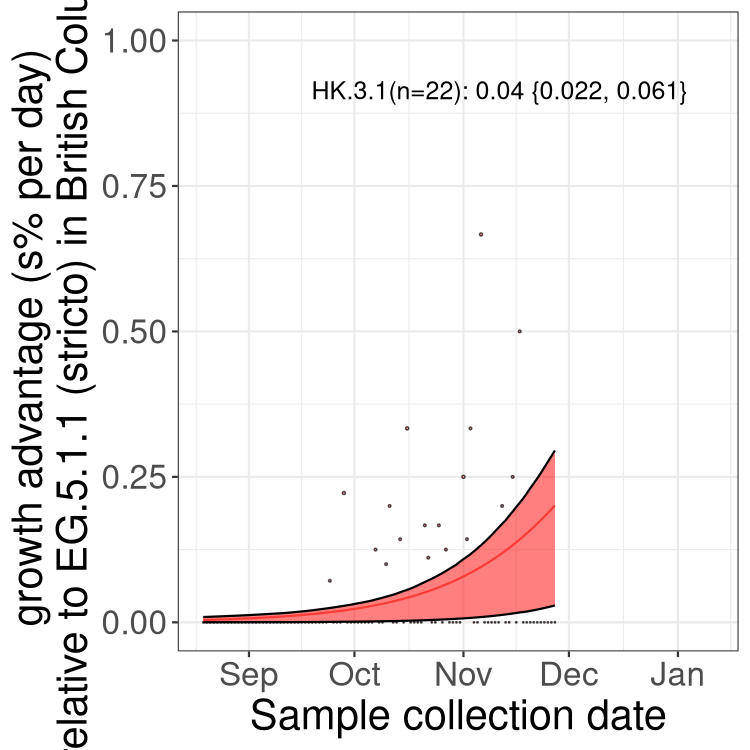 growth advantage (s% per day)
relative to EG.5.1.1 (stricto) in British Colu
1.00
0.75
0.50
0.25
0.00
HK.3.1(n=22): 0.04 {0.022, 0.061}
Sep Oct Nov Dec Jan
Sample collection date